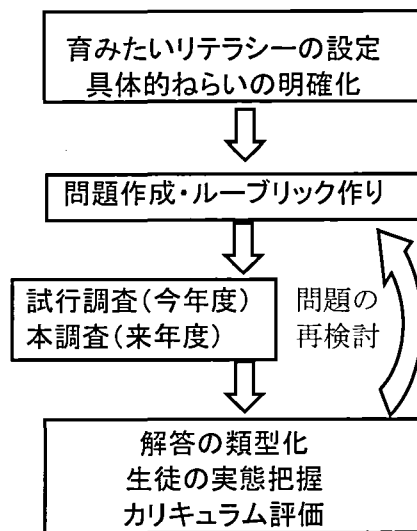 育みたいリテラシーの設定
具体的ねらいの明確化
問題作成・ルーブリック作り
試行調査(今年度)
本調査(来年度)
問題の
再検討
解答の類型化
生徒の実態把握
カリキュラム評価